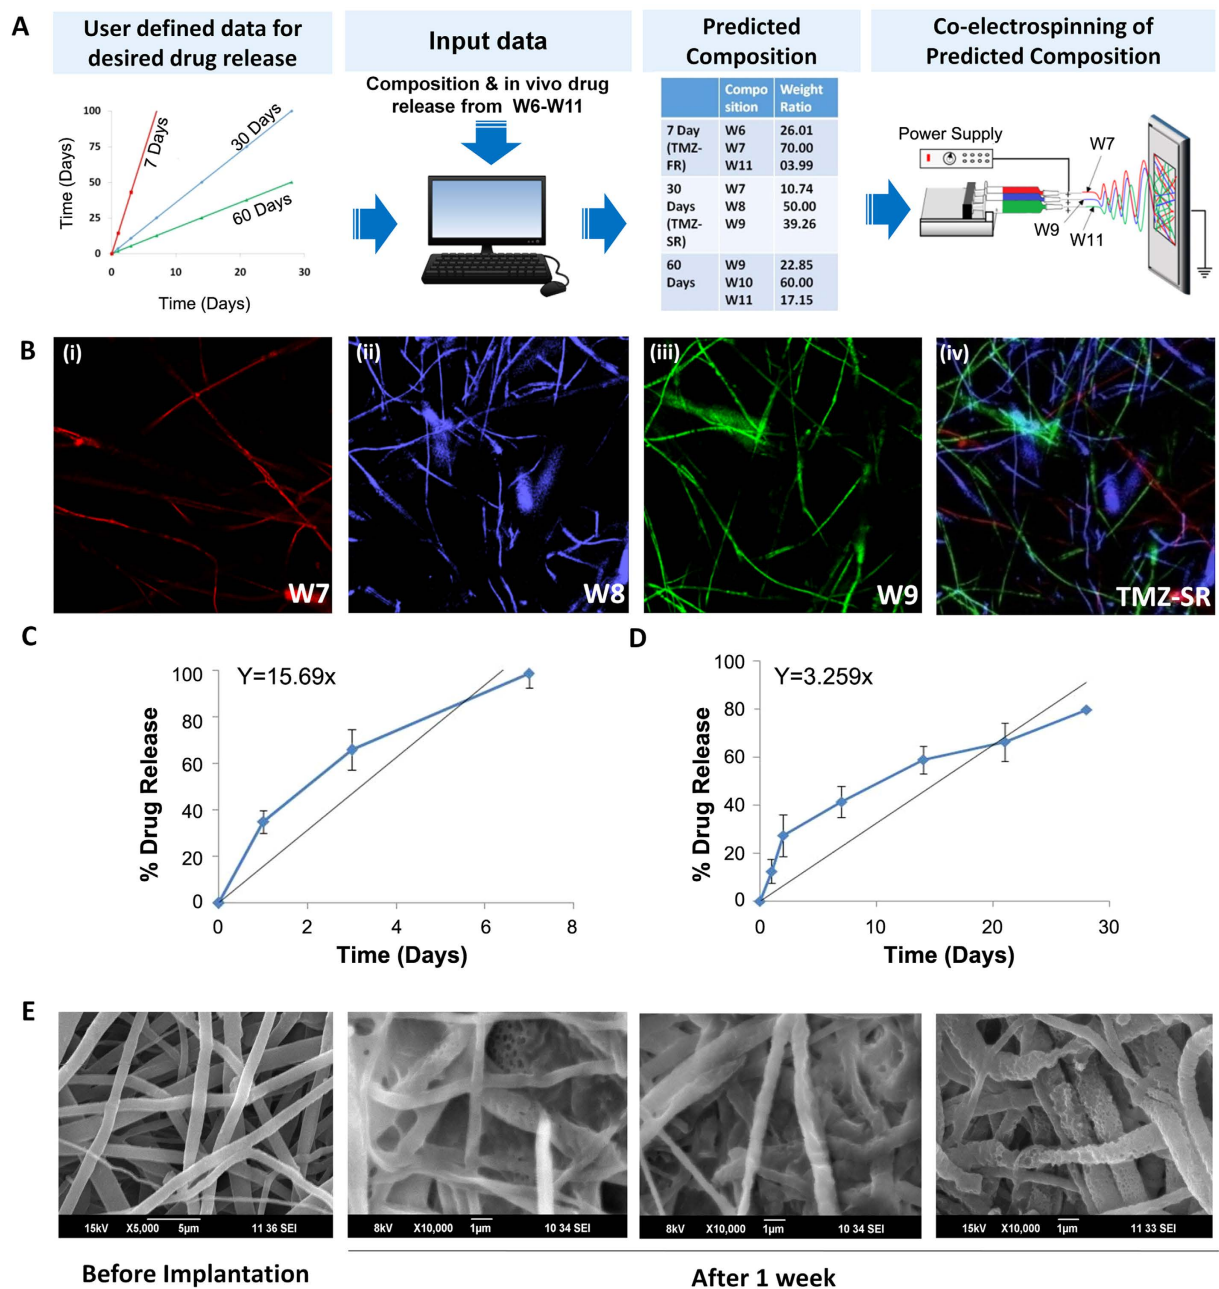 A
User defined data for
desired drug release
Input data
Predicted
Composition
Co-electrospinning of
Predicted Composition
Time (Days)
100
75
50
25
0
7 Days
30 Days
60 Days
0
10
20
30
Time (Days)
Composition & in vivo drug
release from W6-W11
Compo
sition
Weight
Ratio
7 Day
(TMZ-
FR)
W6
W7
W11
26.01
70.00
03.99
30
Days
(TMZ-
SR)
W7
W8
W9
10.74
50.00
39.26
60
Days
W9
W10
W11
22.85
60.00
17.15
Power Supply
W7
W9
W11
B
(i)
W7
(ii)
W8
(iii)
W9
(iv)
TMZ-SR
C
Y=15.69x
% Drug Release
100
80
60
40
20
0
0
2
4
6
8
Time (Days)
D
Y=3.259x
% Drug Release
100
80
60
40
20
0
0
10
20
30
Time (Days)
E
15kV X5,000 5μm 11 36 SEI
8kV X10,000 1μm 10 34 SEI
8kV X10,000 1μm 10 34 SEI
15kV X10,000 1μm 11 33 SEI
Before Implantation
After 1 week